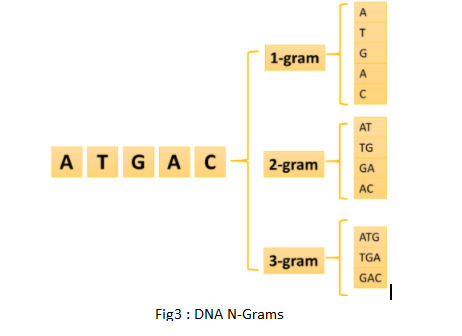 A T G A C
1-gram
A
T
G
A
C
2-gram
AT
TG
GA
AC
3-gram
ATG
TGA
GAC
Fig3 : DNA N-Grams